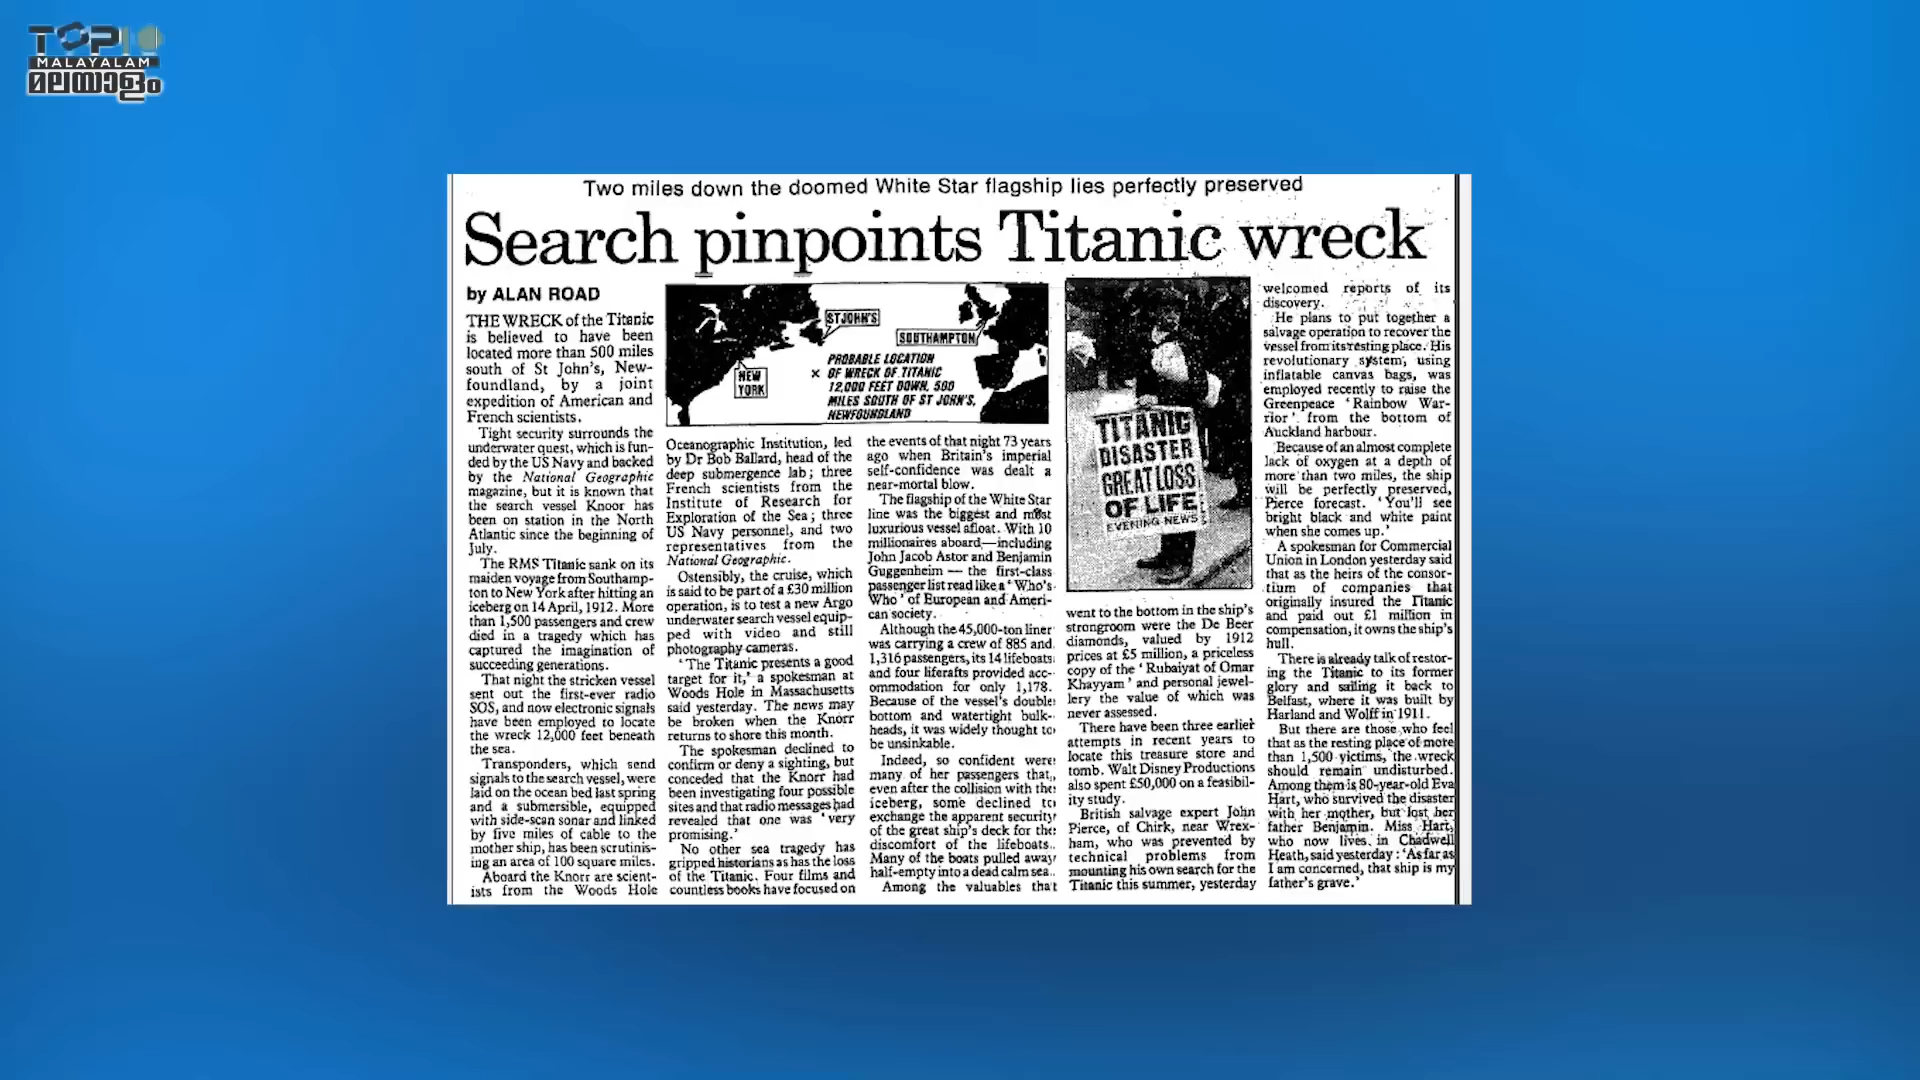 TOP10
MALAYALAM
മലയാളം
Two miles down the doomed White Star flagship lies perfectly preserved
Search pinpoints Titanic wreck
by ALAN ROAD
THE WRECK of the Titanic
is believed to have been
located more than 500 miles
south of St John's, New-
foundland, by a joint
expedition of American and
French scientists.
Tight security surrounds the
underwater quest, which is fun-
ded by the US Navy and backed
by the National Geographic
magazine, but it is known that
the search vessel Knoor has
been on station in the North
Atlantic since the beginning of
July.
The RMS Titanic sank on its
maiden voyage from Southamp-
ton to New York after hitting an
iceberg on 14 April, 1912. More
than 1,500 passengers and crew
died in a tragedy which has
captured the imagination of
succeeding generations.
That night the stricken vessel
sent out the first-ever radio
SOS, and now electronic signals
have been employed to locate
the wreck 12,000 feet beneath
the sea.
Transponders, which send
signals to the search vessel, were
laid on the ocean bed last spring
and a submersible, equipped
with side-scan sonar and linked
by five miles of cable to the
mother ship, has been scrutinis-
ing an area of 100 square miles.
Aboard the Knorr are scient-
ists from the Woods Hole
ST JOHN'S
SOUTHAMPTON
NEW
YORK
PROBABLE LOCATION
× OF WRECK OF TITANIC
12,000 FEET DOWN, 500
MILES SOUTH OF ST JOHN'S,
NEWFOUNDLAND
Oceanographic Institution, led
by Dr Bob Ballard, head of the
deep submergence lab; three
French scientists from the
Institute of Research for
Exploration of the Sea; three
US Navy personnel, and two
representatives from the
National Geographic.
Ostensibly, the cruise, which
is said to be part of a £30 million
operation, is to test a new Argo
underwater search vessel equip-
ped with video and still
photography cameras.
'The Titanic presents a good
target for it,' a spokesman at
Woods Hole in Massachusetts
said yesterday. The news may
be broken when the Knorr
returns to shore this month.
The spokesman declined to
confirm or deny a sighting, but
conceded that the Knorr had
been investigating four possible
sites and that radio messages had
revealed that one was 'very
promising.'
No other sea tragedy has
gripped historians as has the loss
of the Titanic. Four films and
countless books have focused on
the events of that night 73 years
ago when Britain's imperial
self-confidence was dealt a
near-mortal blow.
The flagship of the White Star
line was the biggest and most
luxurious vessel afloat. With 10
millionaires aboard—including
John Jacob Astor and Benjamin
Guggenheim — the first-class
passenger list read like a 'Who's
Who' of European and Ameri-
can society.
Although the 45,000-ton liner
was carrying a crew of 885 and
1,316 passengers, its 14 lifeboats
and four liferafts provided acc-
ommodation for only 1,178.
Because of the vessel's double
bottom and watertight bulk-
heads, it was widely thought to
be unsinkable.
Indeed, so confident were
many of her passengers that,
even after the collision with the
iceberg, some declined to
exchange the apparent security
of the great ship's deck for the
discomfort of the lifeboats.
Many of the boats pulled away
half-empty into a dead calm sea.
Among the valuables that
TITANIC
DISASTER
GREAT LOSS
OF LIFE
EVENING NEWS
went to the bottom in the ship's
strongroom were the De Beer
diamonds, valued by 1912
prices at £5 million, a priceless
copy of the 'Rubaiyat of Omar
Khayyam' and personal jewel-
lery the value of which was
never assessed.
There have been three earlier
attempts in recent years to
locate this treasure store and
tomb. Walt Disney Productions
also spent £50,000 on a feasibil-
ity study.
British salvage expert John
Pierce, of Chirk, near Wrex-
ham, who was prevented by
technical problems from
mounting his own search for the
Titanic this summer, yesterday
welcomed reports of its
discovery.
He plans to put together a
salvage operation to recover the
vessel from its resting place. His
revolutionary system, using
inflatable canvas bags, was
employed recently to raise the
Greenpeace 'Rainbow War-
rior' from the bottom of
Auckland harbour.
Because of an almost complete
lack of oxygen at a depth of
more than two miles, the ship
will be perfectly preserved,
Pierce forecast. 'You'll see
bright black and white paint
when she comes up.'
A spokesman for Commercial
Union in London yesterday said
that as the heirs of the consor-
tium of companies that
originally insured the Titanic
and paid out £1 million in
compensation, it owns the ship's
hull.
There is already talk of restor-
ing the Titanic to its former
glory and sailing it back to
Belfast, where it was built by
Harland and Wolff in 1911.
But there are those who feel
that as the resting place of more
than 1,500 victims, the wreck
should remain undisturbed.
Among them is 80-year-old Eva
Hart, who survived the disaster
with her mother, but lost her
father Benjamin. Miss Hart,
who now lives in Chadwell
Heath, said yesterday: 'As far as
I am concerned, that ship is my
father's grave.'